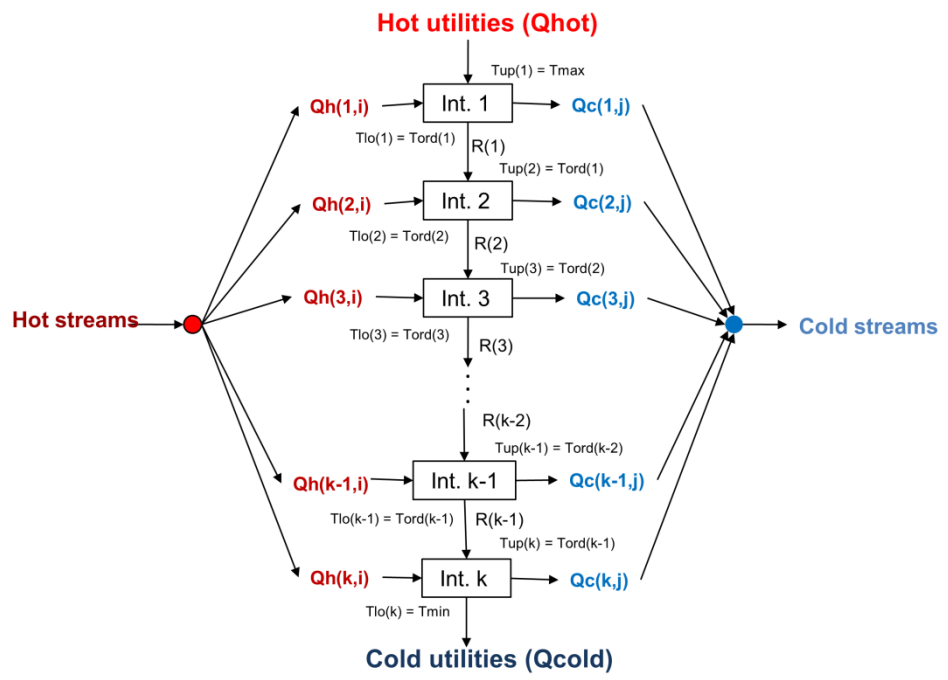 Hot utilities (Qhot)
Tup(1) = Tmax
Qh(1,i)
Int. 1
Qc(1,j)
Tlo(1) = Tord(1)
R(1)
Tup(2) = Tord(1)
Qh(2,i)
Int. 2
Qc(2,j)
Tlo(2) = Tord(2)
R(2)
Tup(3) = Tord(2)
Qh(3,i)
Int. 3
Qc(3,j)
Hot streams
Tlo(3) = Tord(3)
R(3)
Cold streams
R(k-2)
Tup(k-1) = Tord(k-2)
Qh(k-1,i)
Int. k-1
Qc(k-1,j)
Tlo(k-1) = Tord(k-1)
R(k-1)
Tup(k) = Tord(k-1)
Qh(k,i)
Int. k
Qc(k,j)
Tlo(k) = Tmin
Cold utilities (Qcold)